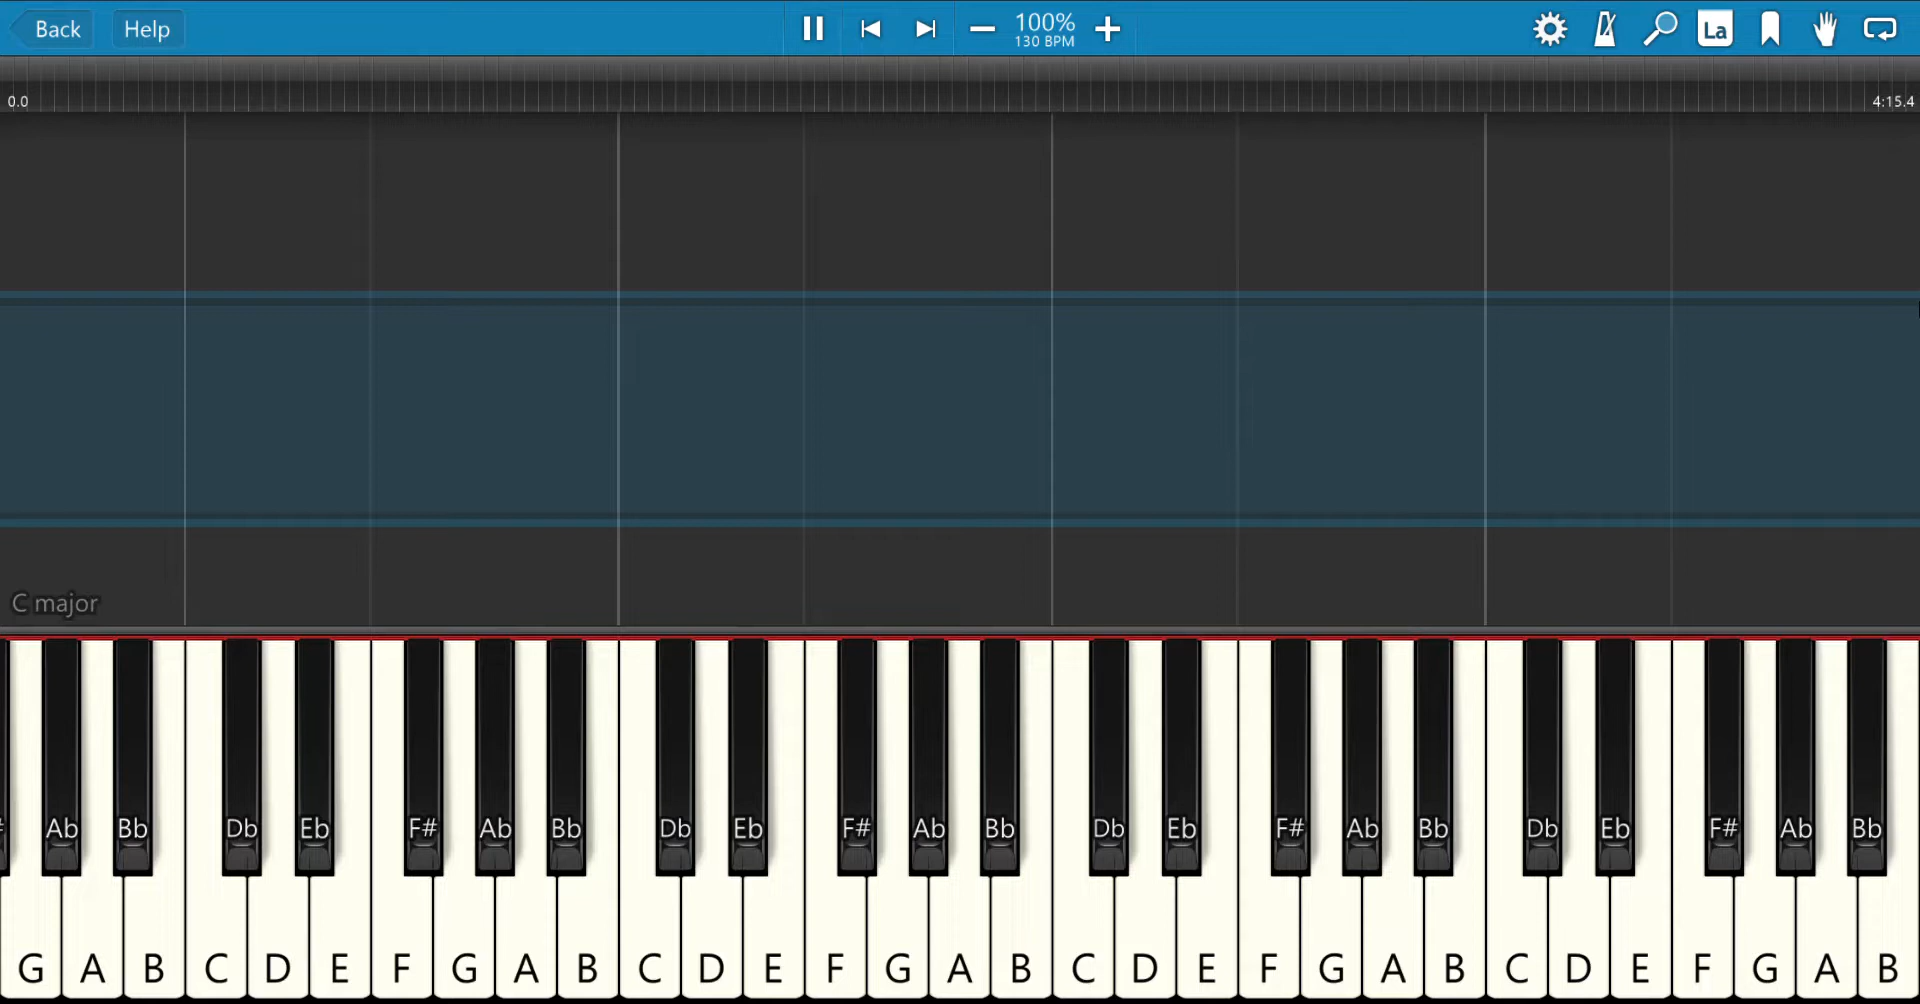 Back Help 100% La
130 BPM
0.0 4:15.4
C major
# Ab Bb Db Eb F# Ab Bb Db Eb F# Ab Bb Db Eb F# Ab Bb Db Eb F# Ab Bb
G A B C D E F G A B C D E F G A B C D E F G A B C D E F G A B